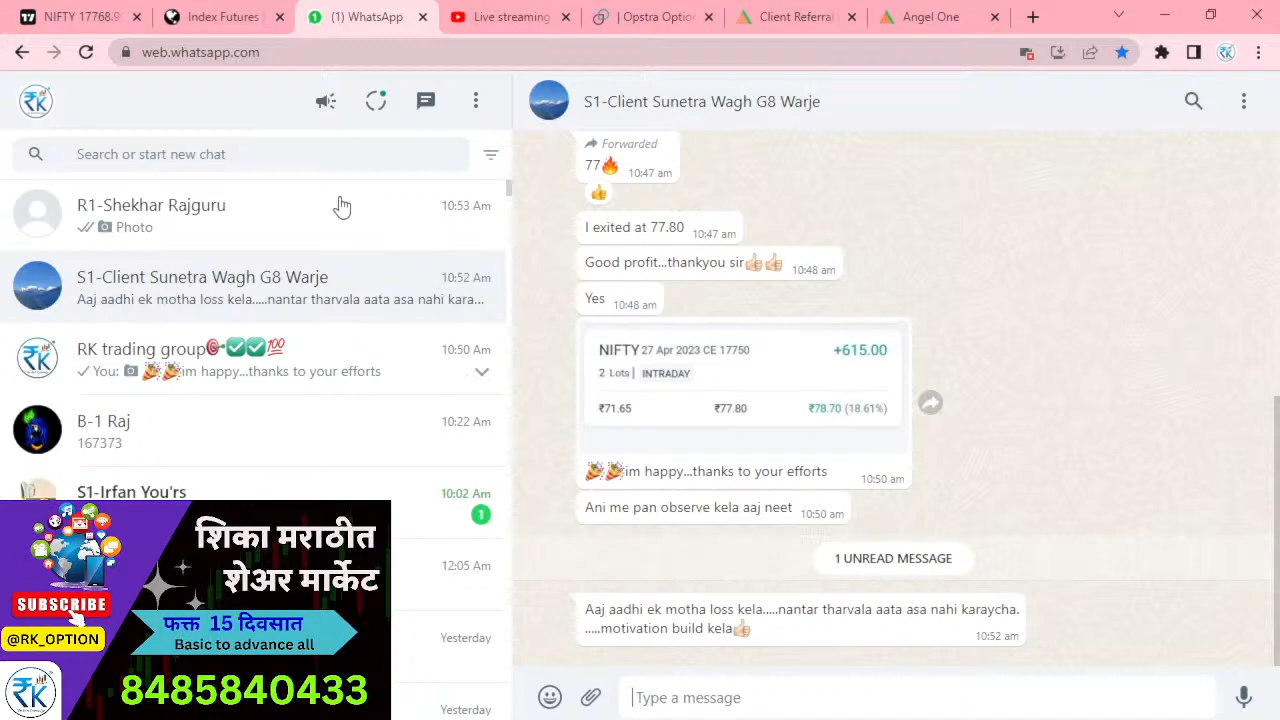 NIFTY 17768.9
Index Futures
(1) WhatsApp
Live streaming
| Opstra Optio
Client Referral
Angel One
web.whatsapp.com
₹K
S1-Client Sunetra Wagh G8 Warje
Search or start new chat
R1-Shekhar Rajguru
10:53 Am
Photo
S1-Client Sunetra Wagh G8 Warje
10:52 Am
Aaj aadhi ek motha loss kela.....nantar tharvala aata asa nahi kara...
RK trading group🎯✅✅💯
10:50 Am
You: 🎉🎉im happy...thanks to your efforts
B-1 Raj
10:22 Am
167373
S1-Irfan You'rs
10:02 Am
1
12:05 Am
Yesterday
Yesterday
Forwarded
77🔥 10:47 am
👍
I exited at 77.80 10:47 am
Good profit...thankyou sir👍🏻👍🏻 10:48 am
Yes 10:48 am
NIFTY 27 Apr 2023 CE 17750 +615.00
2 Lots | INTRADAY
₹71.65 ₹77.80 ₹78.70 (18.61%)
🎉🎉im happy...thanks to your efforts 10:50 am
Ani me pan observe kela aaj neet 10:50 am
1 UNREAD MESSAGE
Aaj aadhi ek motha loss kela.....nantar tharvala aata asa nahi karaycha.
.....motivation build kela👍🏻 10:52 am
Type a message
शिका मराठीत
शेअर मार्केट
SUBSCRIBE
@RK_OPTION
फक्त 15 दिवसात
Basic to advance all
₹K
8485840433